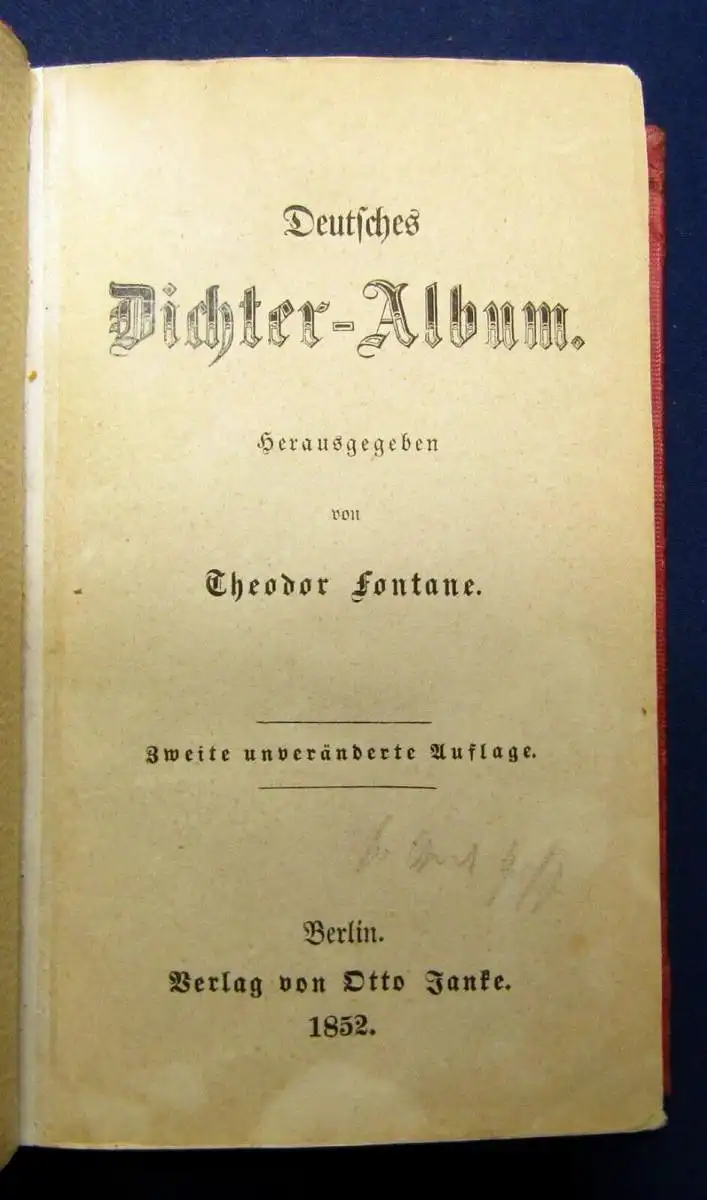 Deutſches
Dichter-Album.
Herausgegeben
von
Theodor Fontane.
Zweite unveränderte Auflage.
Berlin.
Verlag von Otto Janke.
1852.